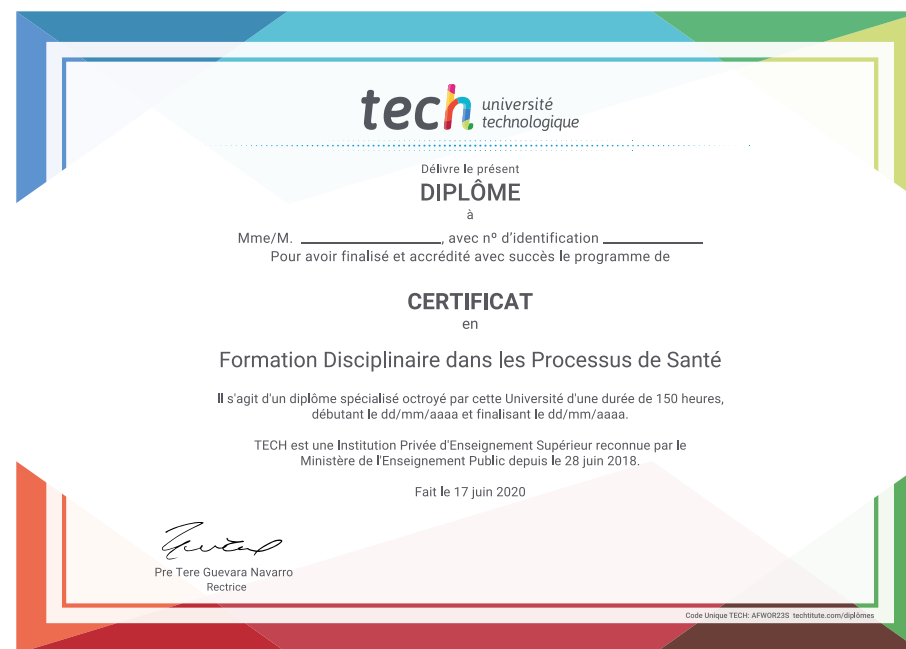 tech université
technologique
Délivre le présent
DIPLÔME
à
Mme/M. ____________________, avec nº d'identification ______________
Pour avoir finalisé et accrédité avec succès le programme de
CERTIFICAT
en
Formation Disciplinaire dans les Processus de Santé
Il s'agit d'un diplôme spécialisé octroyé par cette Université d'une durée de 150 heures,
débutant le dd/mm/aaaa et finalisant le dd/mm/aaaa.
TECH est une Institution Privée d'Enseignement Supérieur reconnue par le
Ministère de l'Enseignement Public depuis le 28 juin 2018.
Fait le 17 juin 2020
Pre Tere Guevara Navarro
Rectrice
Code Unique TECH: AFWOR23S techtitute.com/diplômes